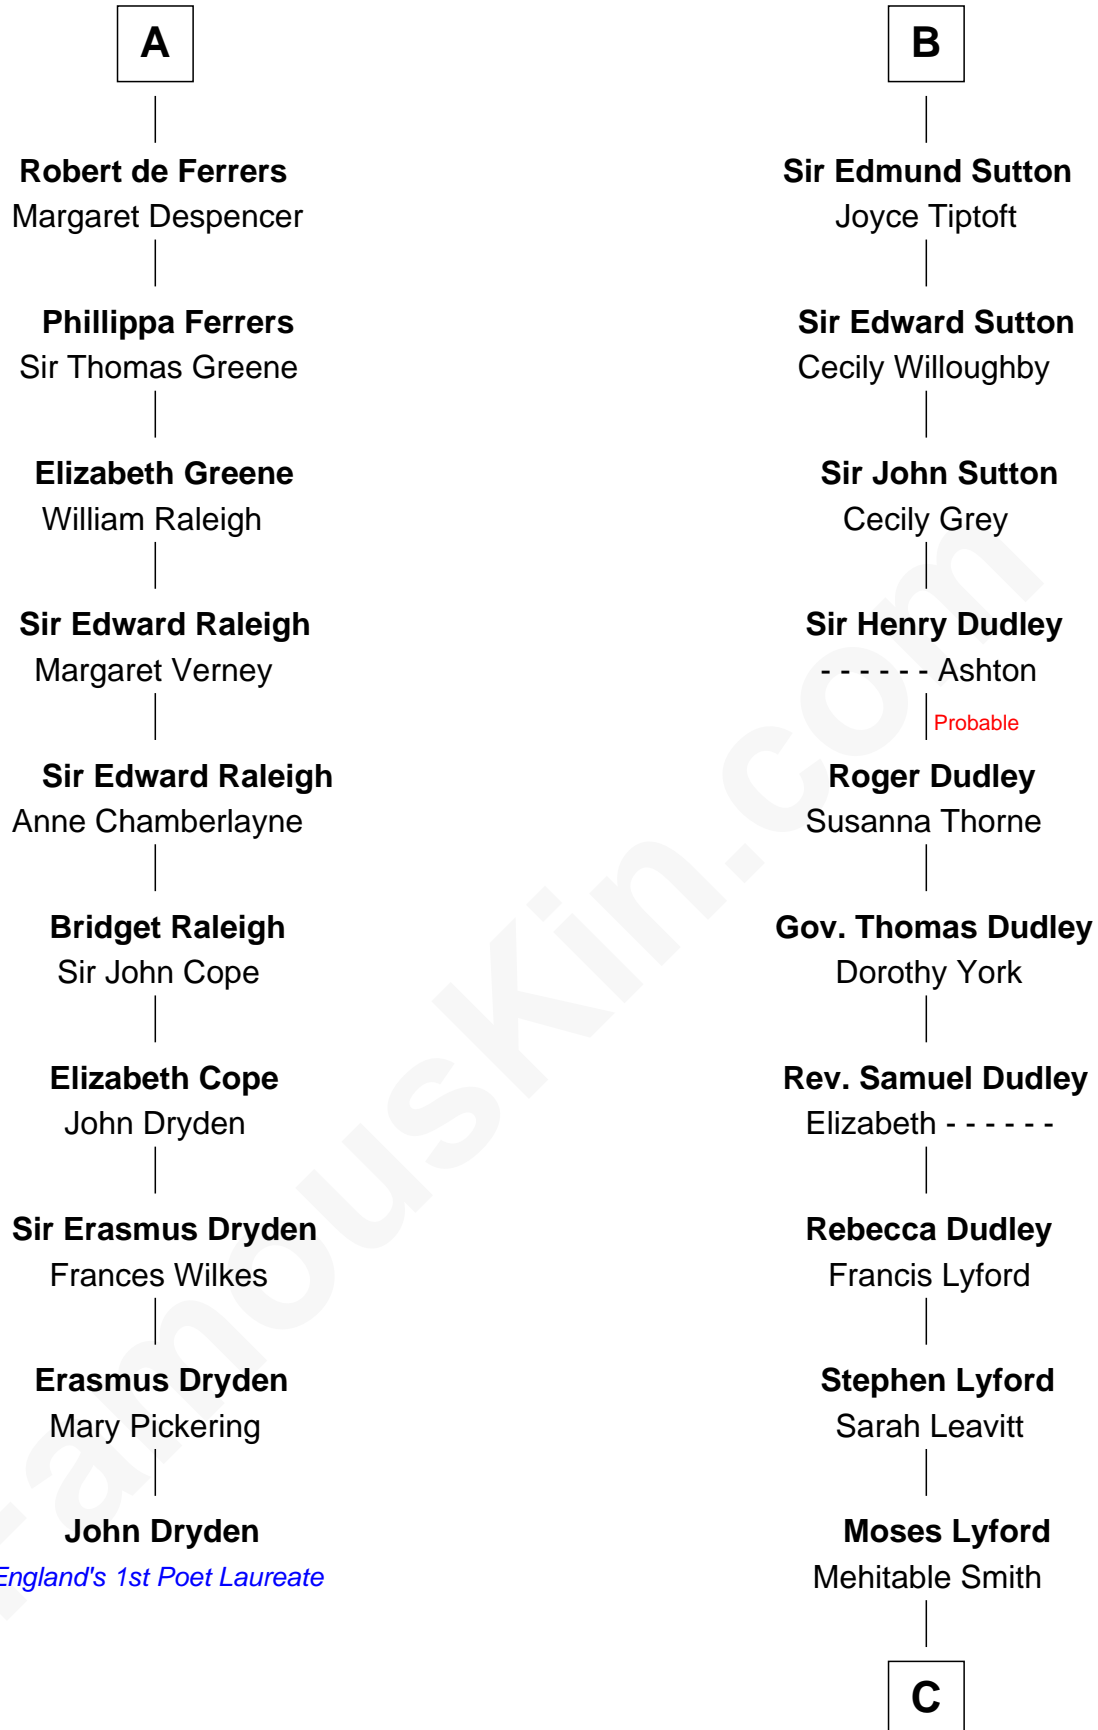 A
Robert de Ferrers
Margaret Despencer
Phillippa Ferrers
Sir Thomas Greene
Elizabeth Greene
William Raleigh
Sir Edward Raleigh
Margaret Verney
Sir Edward Raleigh
Anne Chamberlayne
Bridget Raleigh
Sir John Cope
Elizabeth Cope
John Dryden
Sir Erasmus Dryden
Frances Wilkes
Erasmus Dryden
Mary Pickering
John Dryden
England's 1st Poet Laureate
B
Sir Edmund Sutton
Joyce Tiptoft
Sir Edward Sutton
Cecily Willoughby
Sir John Sutton
Cecily Grey
Sir Henry Dudley
- - - - - - Ashton
Probable
Roger Dudley
Susanna Thorne
Gov. Thomas Dudley
Dorothy York
Rev. Samuel Dudley
Elizabeth - - - - - -
Rebecca Dudley
Francis Lyford
Stephen Lyford
Sarah Leavitt
Moses Lyford
Mehitable Smith
C
FamousKin.com